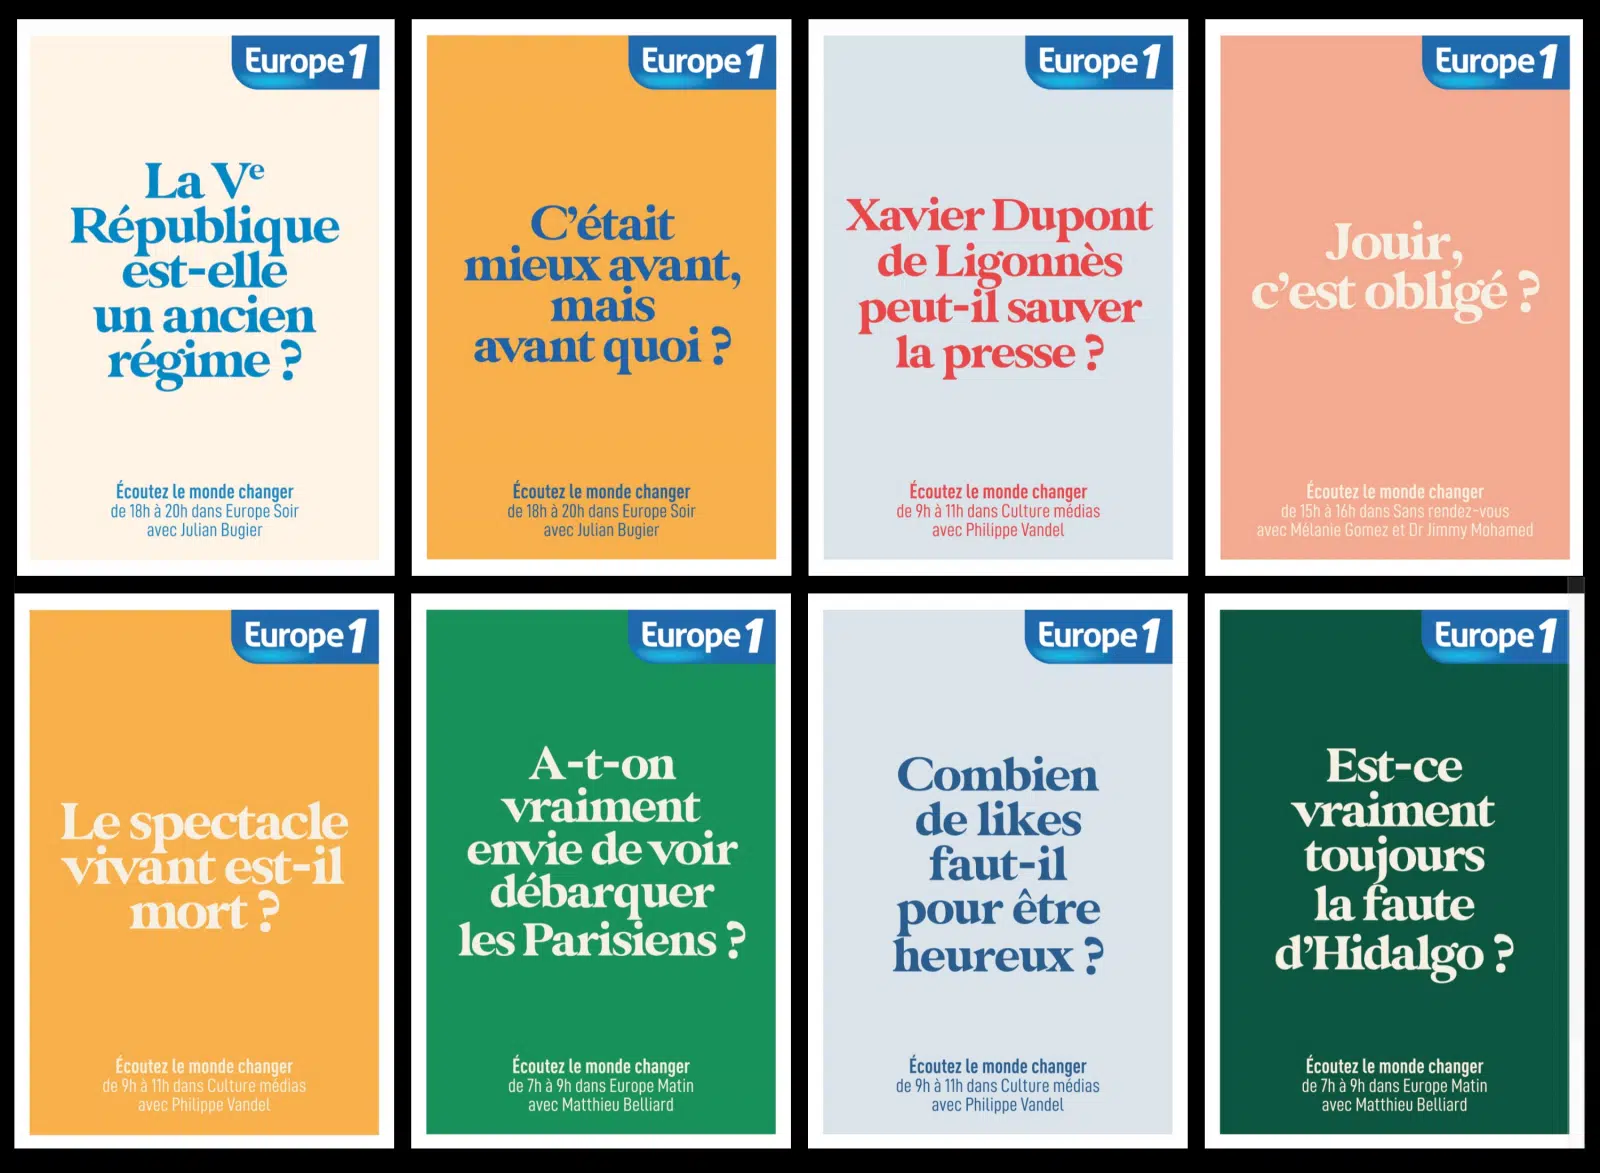 Europe 1
La Ve
République
est-elle
un ancien
régime ?
Écoutez le monde changer
de 18h à 20h dans Europe Soir
avec Julian Bugier
Europe 1
C'était
mieux avant,
mais
avant quoi ?
Écoutez le monde changer
de 18h à 20h dans Europe Soir
avec Julian Bugier
Europe 1
Xavier Dupont
de Ligonnès
peut-il sauver
la presse ?
Écoutez le monde changer
de 9h à 11h dans Culture médias
avec Philippe Vandel
Europe 1
Jouir,
c'est obligé ?
Écoutez le monde changer
de 15h à 16h dans Sans rendez-vous
avec Mélanie Gomez et Dr Jimmy Mohamed
Europe 1
Le spectacle
vivant est-il
mort ?
Écoutez le monde changer
de 9h à 11h dans Culture médias
avec Philippe Vandel
Europe 1
A-t-on
vraiment
envie de voir
débarquer
les Parisiens ?
Écoutez le monde changer
de 7h à 9h dans Europe Matin
avec Matthieu Belliard
Europe 1
Combien
de likes
faut-il
pour être
heureux ?
Écoutez le monde changer
de 9h à 11h dans Culture médias
avec Philippe Vandel
Europe 1
Est-ce
vraiment
toujours
la faute
d'Hidalgo ?
Écoutez le monde changer
de 7h à 9h dans Europe Matin
avec Matthieu Belliard